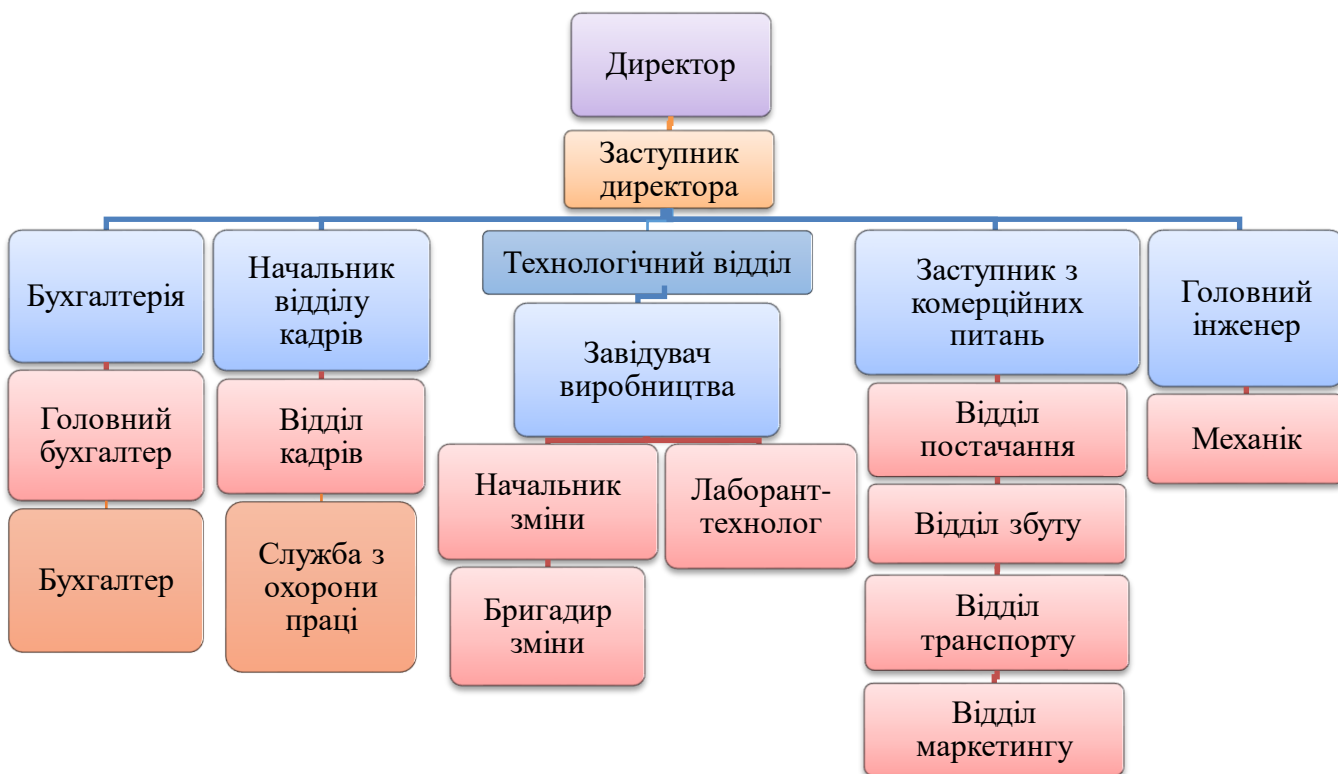 Директор
Заступник
директора
Бухгалтерія
Начальник
відділу
кадрів
Технологічний відділ
Заступник з
комерційних
питань
Головний
інженер
Завідувач
виробництва
Головний
бухгалтер
Відділ
кадрів
Відділ
постачання
Механік
Начальник
зміни
Лаборант-
технолог
Відділ збуту
Бухгалтер
Служба з
охорони
праці
Бригадир
зміни
Відділ
транспорту
Відділ
маркетингу